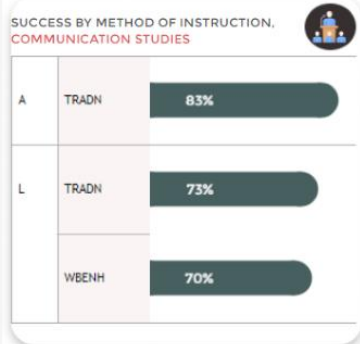 SUCCESS BY METHOD OF INSTRUCTION,
COMMUNICATION STUDIES
A TRADN 83%
L TRADN 73%
WBENH 70%